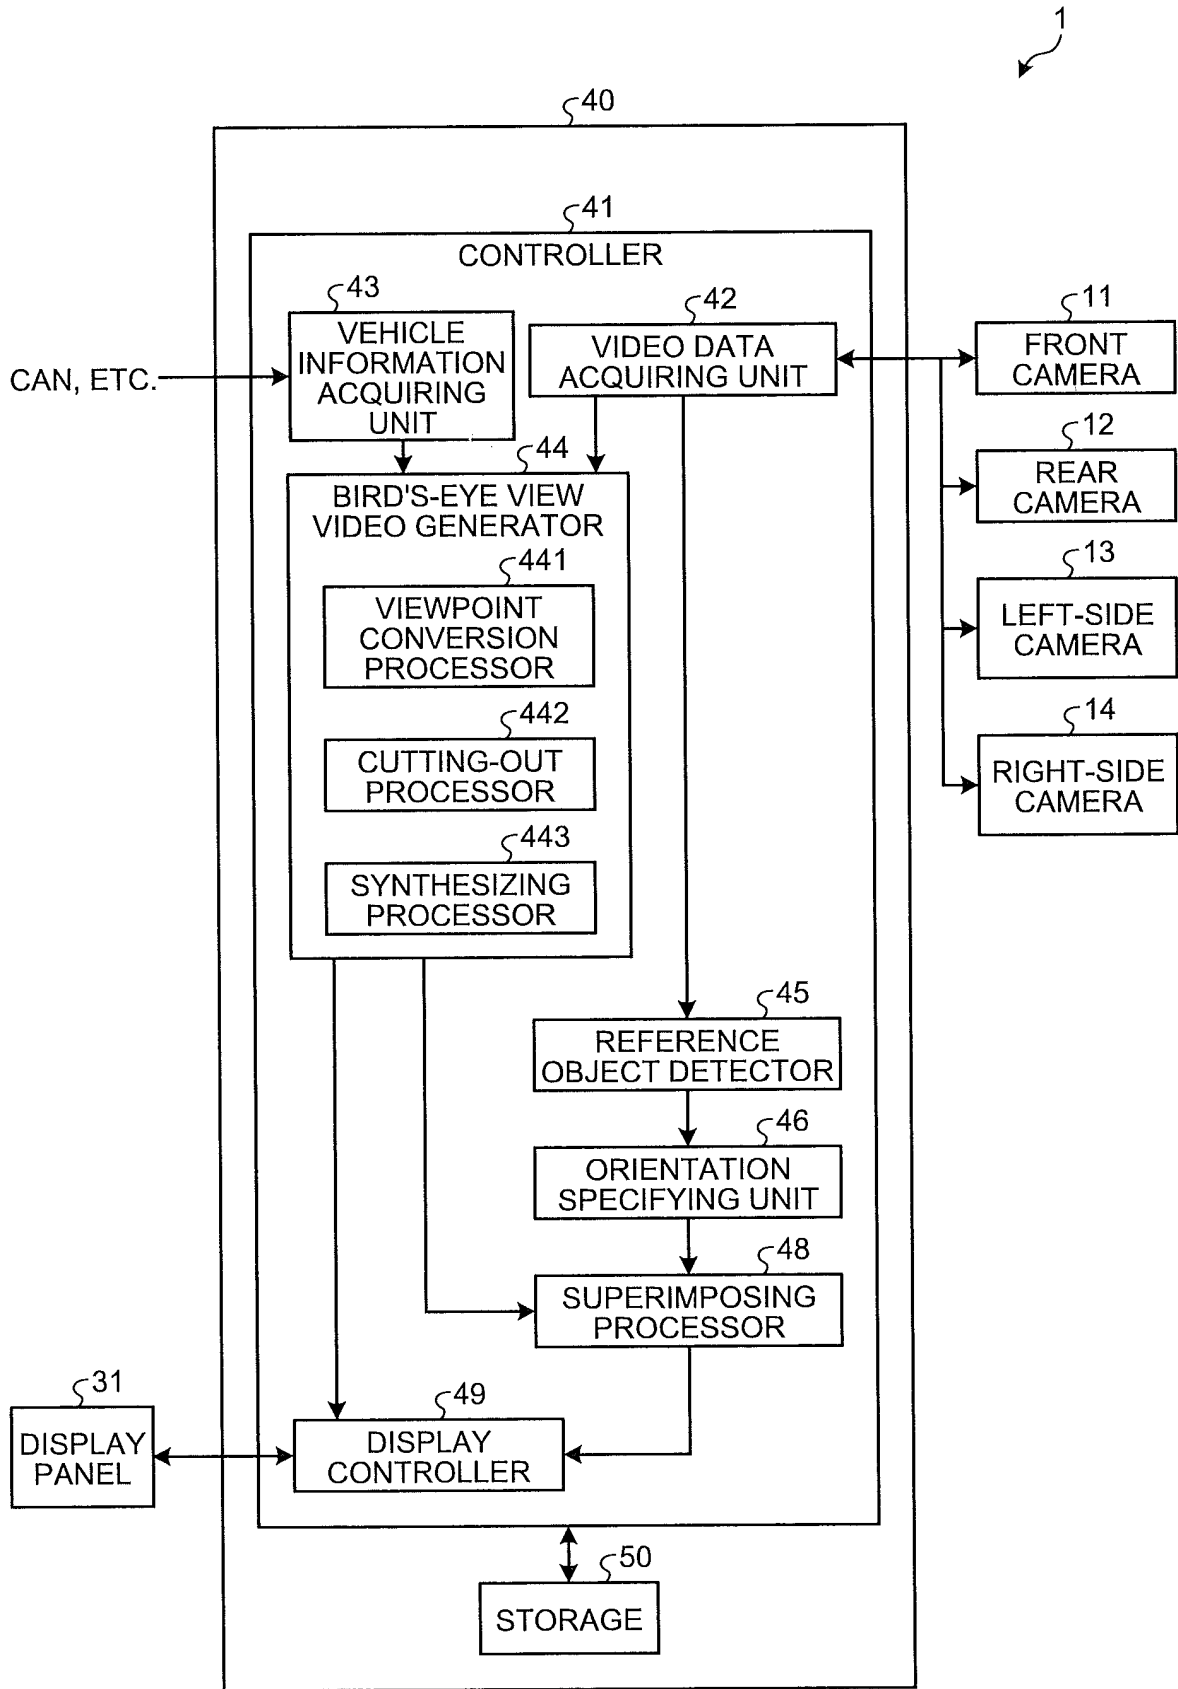 1
40
41
CONTROLLER
43
VEHICLE
INFORMATION
ACQUIRING
UNIT
42
VIDEO DATA
ACQUIRING UNIT
CAN, ETC.
11
FRONT
CAMERA
12
REAR
CAMERA
13
LEFT-SIDE
CAMERA
14
RIGHT-SIDE
CAMERA
44
BIRD'S-EYE VIEW
VIDEO GENERATOR
441
VIEWPOINT
CONVERSION
PROCESSOR
442
CUTTING-OUT
PROCESSOR
443
SYNTHESIZING
PROCESSOR
45
REFERENCE
OBJECT DETECTOR
46
ORIENTATION
SPECIFYING UNIT
48
SUPERIMPOSING
PROCESSOR
31
DISPLAY
PANEL
49
DISPLAY
CONTROLLER
50
STORAGE